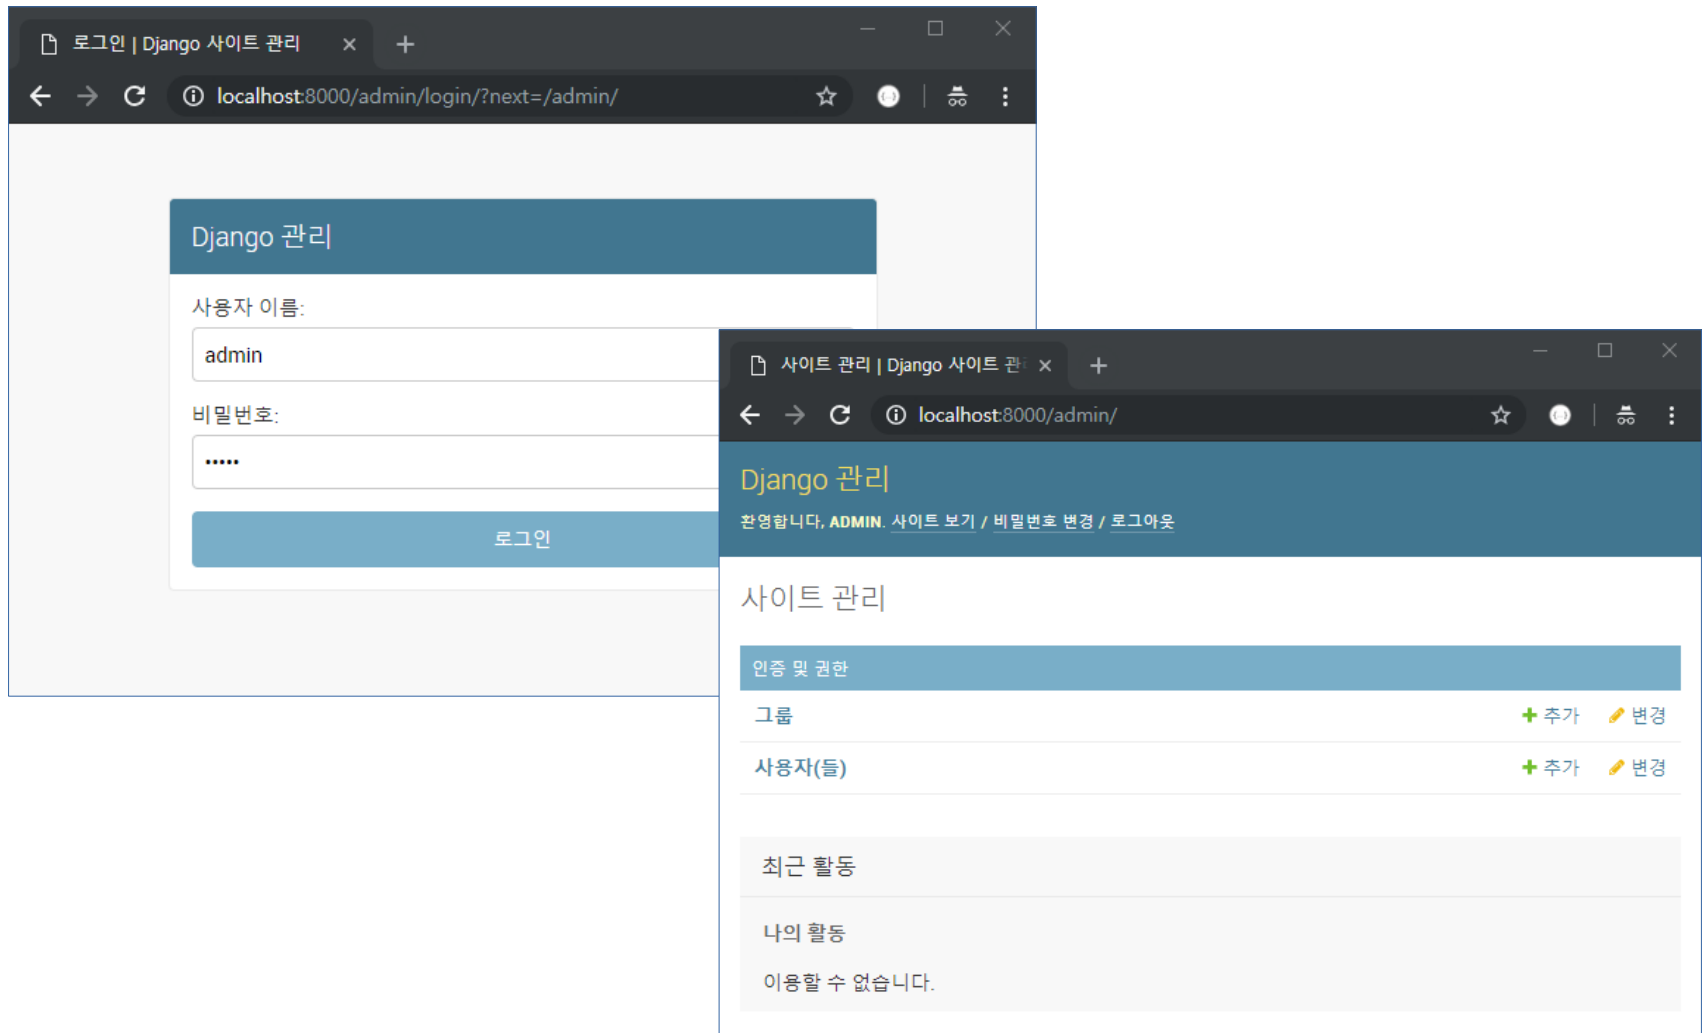 로그인 | Django 사이트 관리
localhost:8000/admin/login/?next=/admin/
Django 관리
사용자 이름:
admin
비밀번호:
•••••
로그인
사이트 관리 | Django 사이트 관
localhost:8000/admin/
Django 관리
환영합니다, ADMIN. 사이트 보기 / 비밀번호 변경 / 로그아웃
사이트 관리
인증 및 권한
그룹 추가 변경
사용자(들) 추가 변경
최근 활동
나의 활동
이용할 수 없습니다.